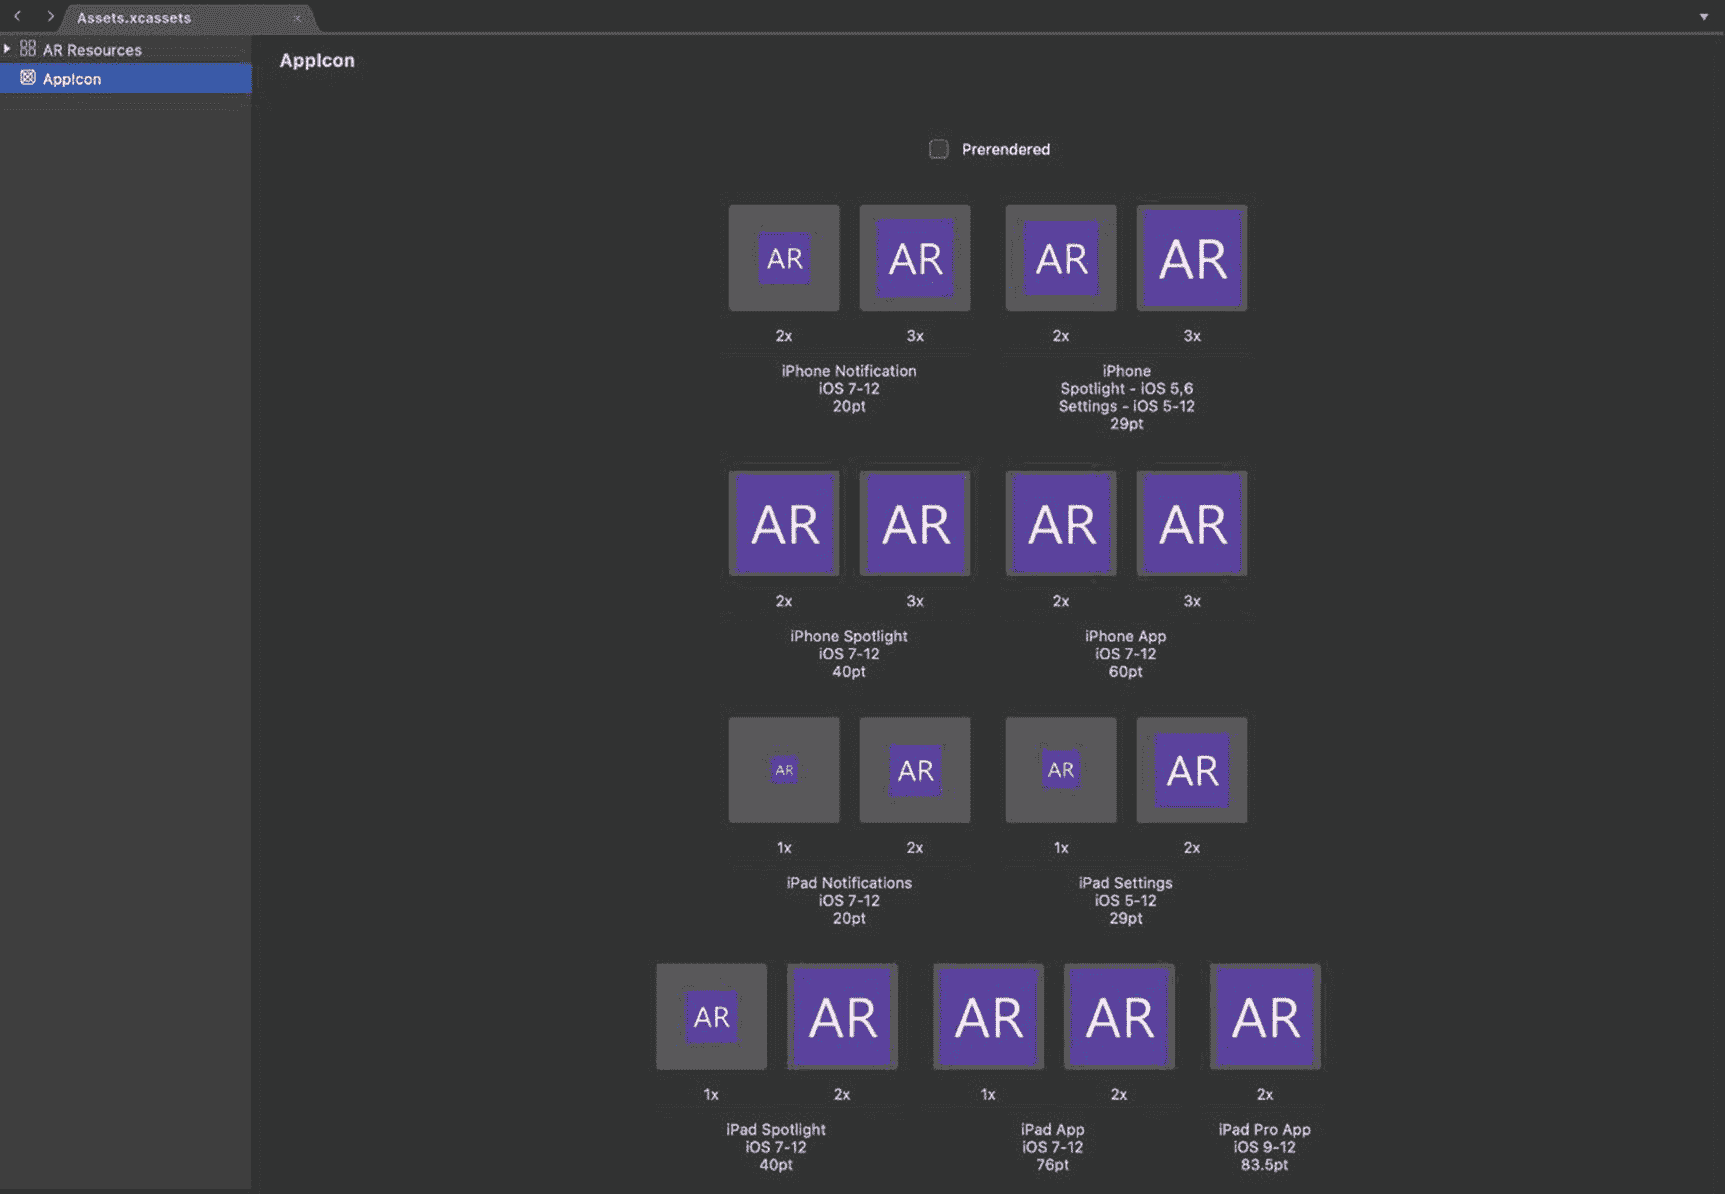 Assets.xcassets
AR Resources
AppIcon
AppIcon
Prerendered
AR AR AR AR
2x 3x 2x 3x
iPhone Notification
iOS 7-12
20pt
iPhone
Spotlight - iOS 5,6
Settings - iOS 5-12
29pt
AR AR AR AR
2x 3x 2x 3x
iPhone Spotlight
iOS 7-12
40pt
iPhone App
iOS 7-12
60pt
AR AR AR AR
1x 2x 1x 2x
iPad Notifications
iOS 7-12
20pt
iPad Settings
iOS 5-12
29pt
AR AR AR AR AR
1x 2x 1x 2x 2x
iPad Spotlight
iOS 7-12
40pt
iPad App
iOS 7-12
76pt
iPad Pro App
iOS 9-12
83.5pt